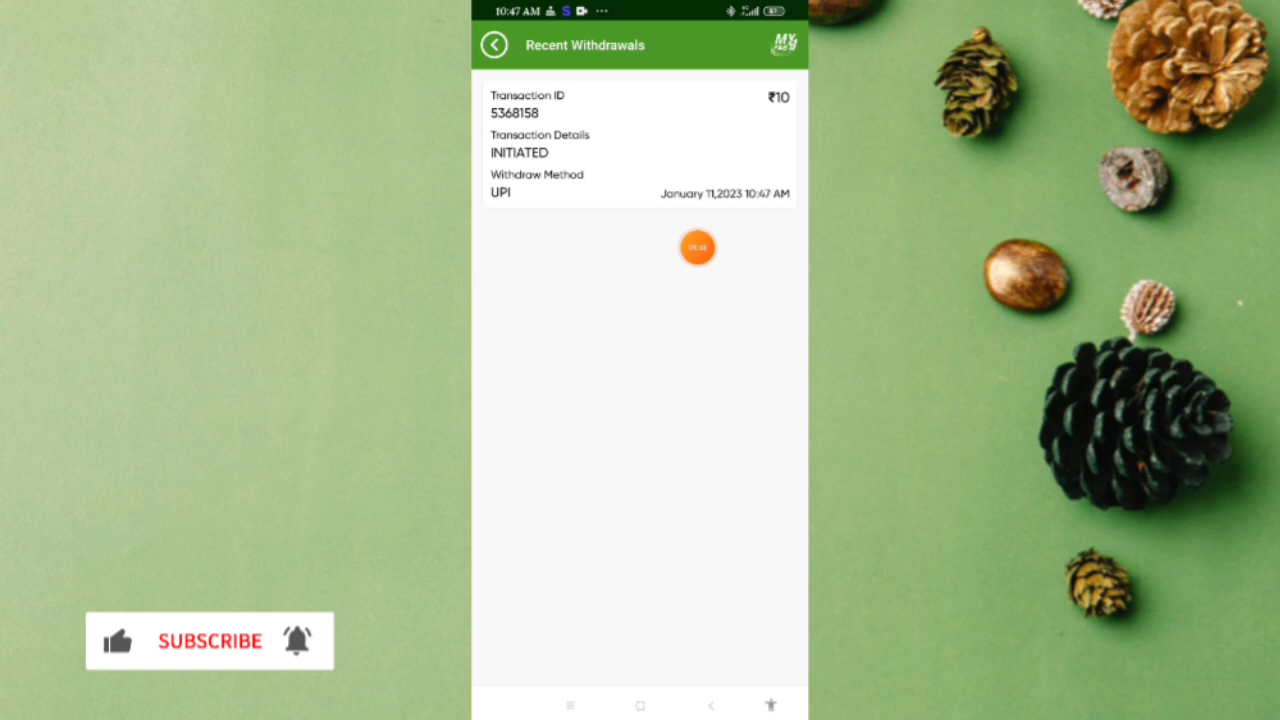 10:47 AM
Recent Withdrawals
MY
Transaction ID
₹10
5368158
Transaction Details
INITIATED
Withdraw Method
UPI
January 11,2023 10:47 AM
SUBSCRIBE